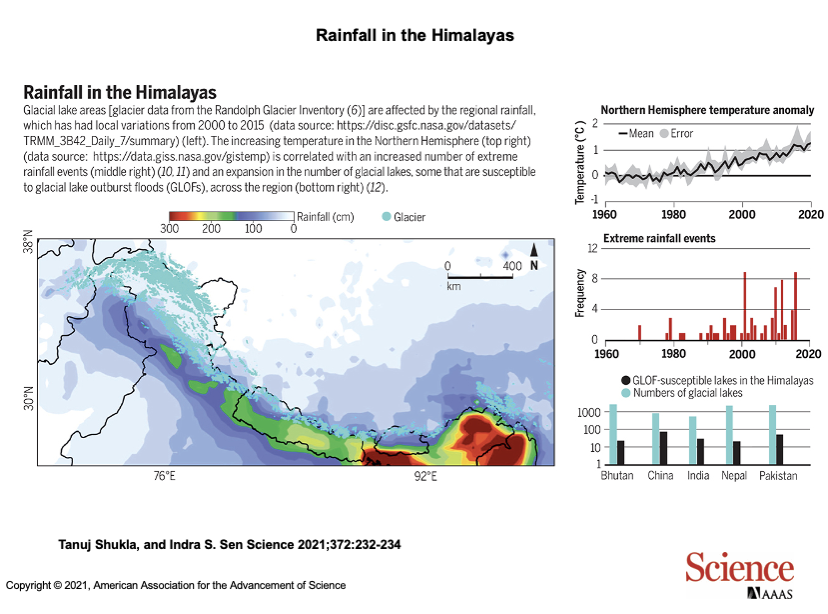 Rainfall in the Himalayas
Rainfall in the Himalayas
Glacial lake areas [glacier data from the Randolph Glacier Inventory (6)] are affected by the regional rainfall,
which has had local variations from 2000 to 2015 (data source: https://disc.gsfc.nasa.gov/datasets/
TRMM_3B42_Daily_7/summary) (left). The increasing temperature in the Northern Hemisphere (top right)
(data source: https://data.giss.nasa.gov/gistemp) is correlated with an increased number of extreme
rainfall events (middle right) (10, 11) and an expansion in the number of glacial lakes, some that are susceptible
to glacial lake outburst floods (GLOFs), across the region (bottom right) (12).
Rainfall (cm)
Glacier
300 200 100 0
38°N
30°N
0 400
km
N
76°E 92°E
Northern Hemisphere temperature anomaly
Temperature (°C)
Mean Error
2
1
0
-1
1960 1980 2000 2020
Extreme rainfall events
Frequency
12
8
4
0
1960 1980 2000 2020
GLOF-susceptible lakes in the Himalayas
Numbers of glacial lakes
1000
100
10
1
Bhutan China India Nepal Pakistan
Tanuj Shukla, and Indra S. Sen Science 2021;372:232-234
Copyright © 2021, American Association for the Advancement of Science
Science
AAAS